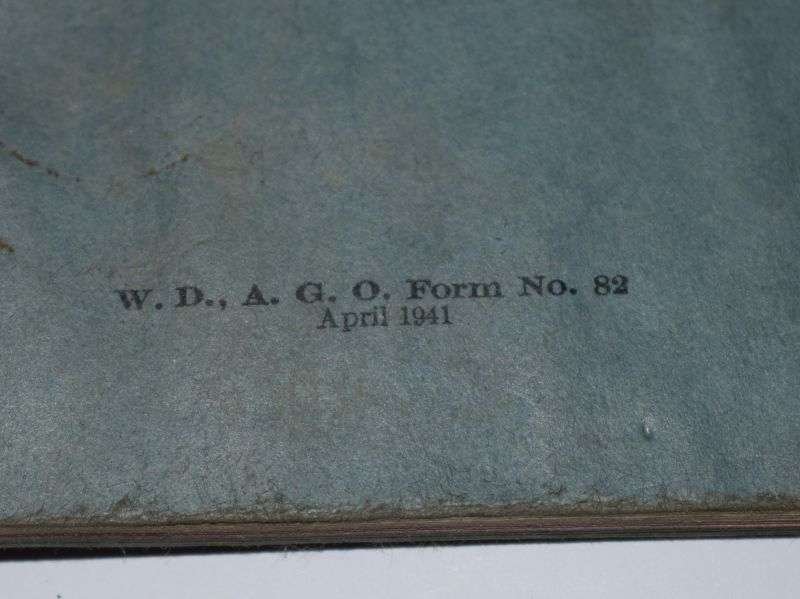 W. D., A. G. O. Form No. 82
April 1941